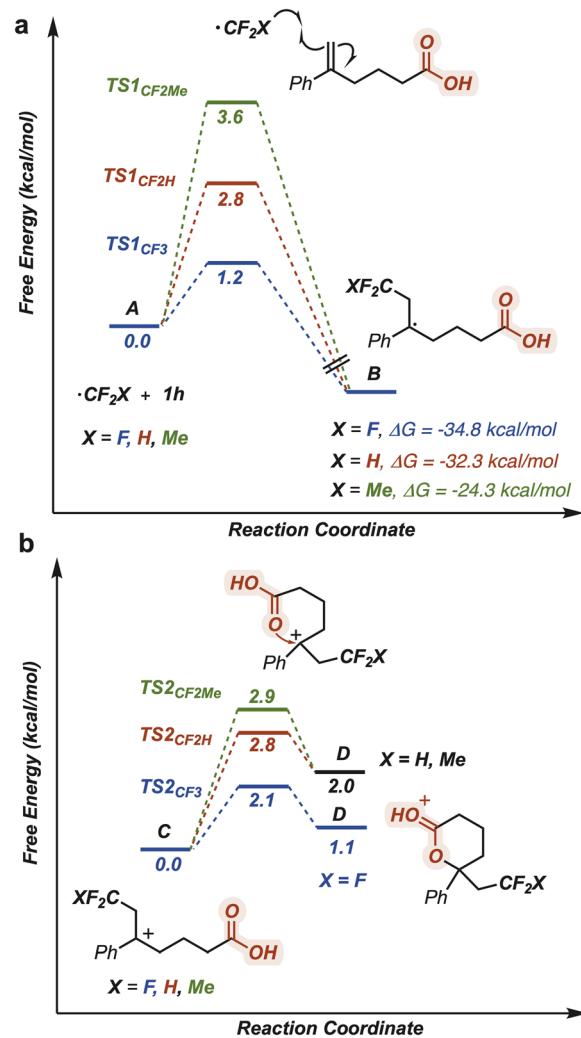 a
·CF2X
O
OH
Ph
TS1CF2Me
3.6
TS1CF2H
2.8
TS1CF3
1.2
A
0.0
XF2C
O
OH
Ph
·
B
·CF2X + 1h
X = F, H, Me
X = F, ΔG = -34.8 kcal/mol
X = H, ΔG = -32.3 kcal/mol
X = Me, ΔG = -24.3 kcal/mol
Free Energy (kcal/mol)
Reaction Coordinate
b
HO
O
+
Ph
CF2X
TS2CF2Me
2.9
TS2CF2H
2.8
TS2CF3
2.1
D
2.0
X = H, Me
C
0.0
D
1.1
X = F
+
HO
O
Ph
CF2X
XF2C
O
+
Ph
OH
X = F, H, Me
Free Energy (kcal/mol)
Reaction Coordinate